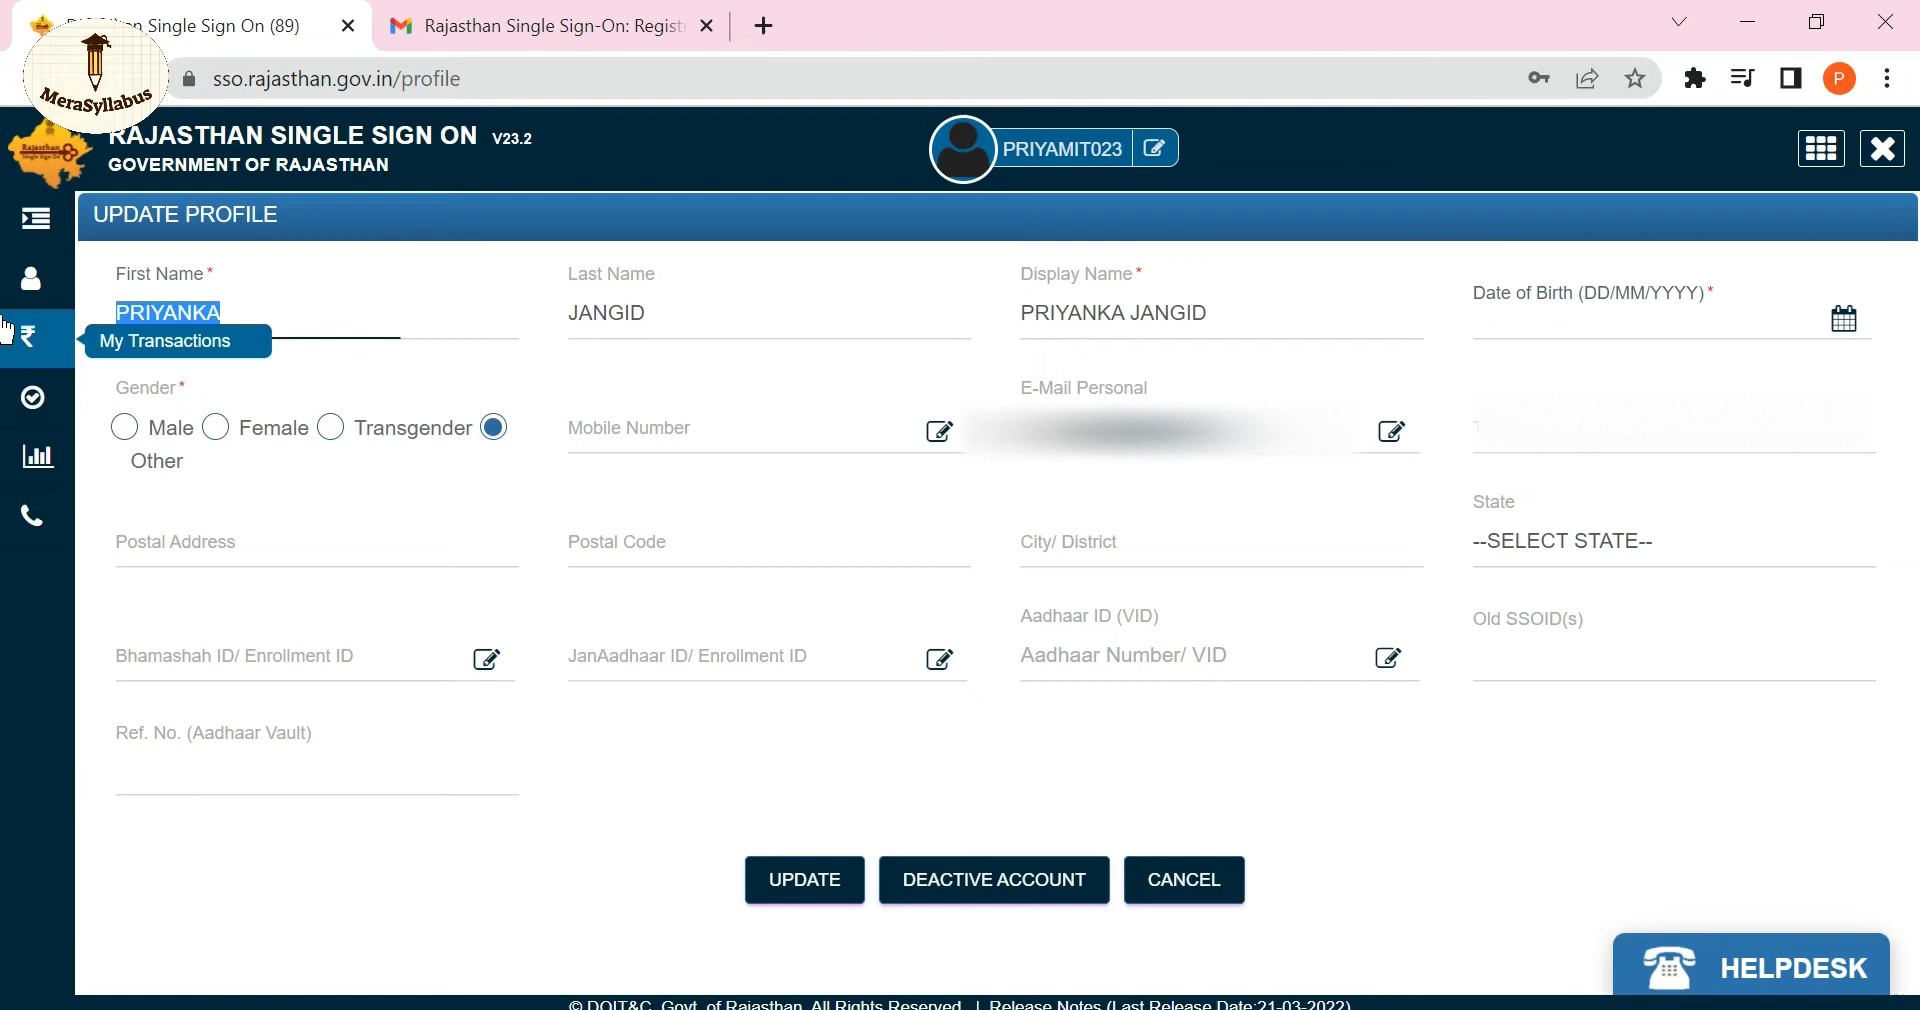 Single Sign On (89)
Rajasthan Single Sign-On: Regist
MeraSyllabus
sso.rajasthan.gov.in/profile
P
RAJASTHAN SINGLE SIGN ON V23.2
GOVERNMENT OF RAJASTHAN
Rajasthan
Single Sign On
PRIYAMIT023
UPDATE PROFILE
First Name*
PRIYANKA
Last Name
JANGID
Display Name*
PRIYANKA JANGID
Date of Birth (DD/MM/YYYY)*
My Transactions
Gender*
Male Female Transgender
Other
Mobile Number
E-Mail Personal
Postal Address
Postal Code
City/ District
State
--SELECT STATE--
Bhamashah ID/ Enrollment ID
JanAadhaar ID/ Enrollment ID
Aadhaar ID (VID)
Aadhaar Number/ VID
Old SSOID(s)
Ref. No. (Aadhaar Vault)
UPDATE
DEACTIVE ACCOUNT
CANCEL
HELPDESK
© DOIT&C, Govt. of Rajasthan. All Rights Reserved. | Release Notes (Last Release Date:21-03-2022)